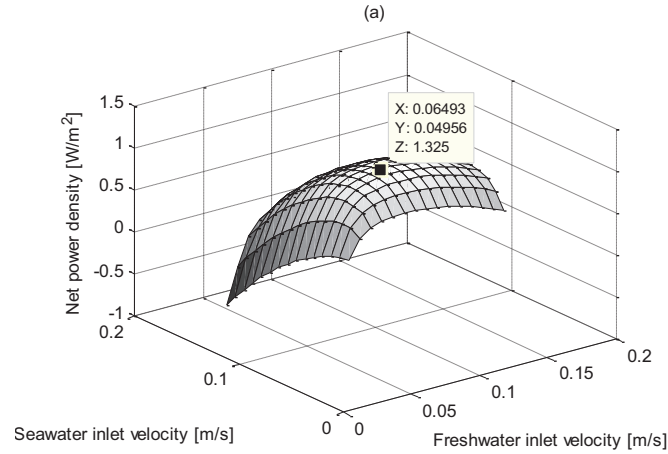 (a)
1.5
1
0.5
0
-0.5
-1
Net power density [W/m²]
X: 0.06493
Y: 0.04956
Z: 1.325
0.2
0.1
0
Seawater inlet velocity [m/s]
0
0.05
0.1
0.15
0.2
Freshwater inlet velocity [m/s]